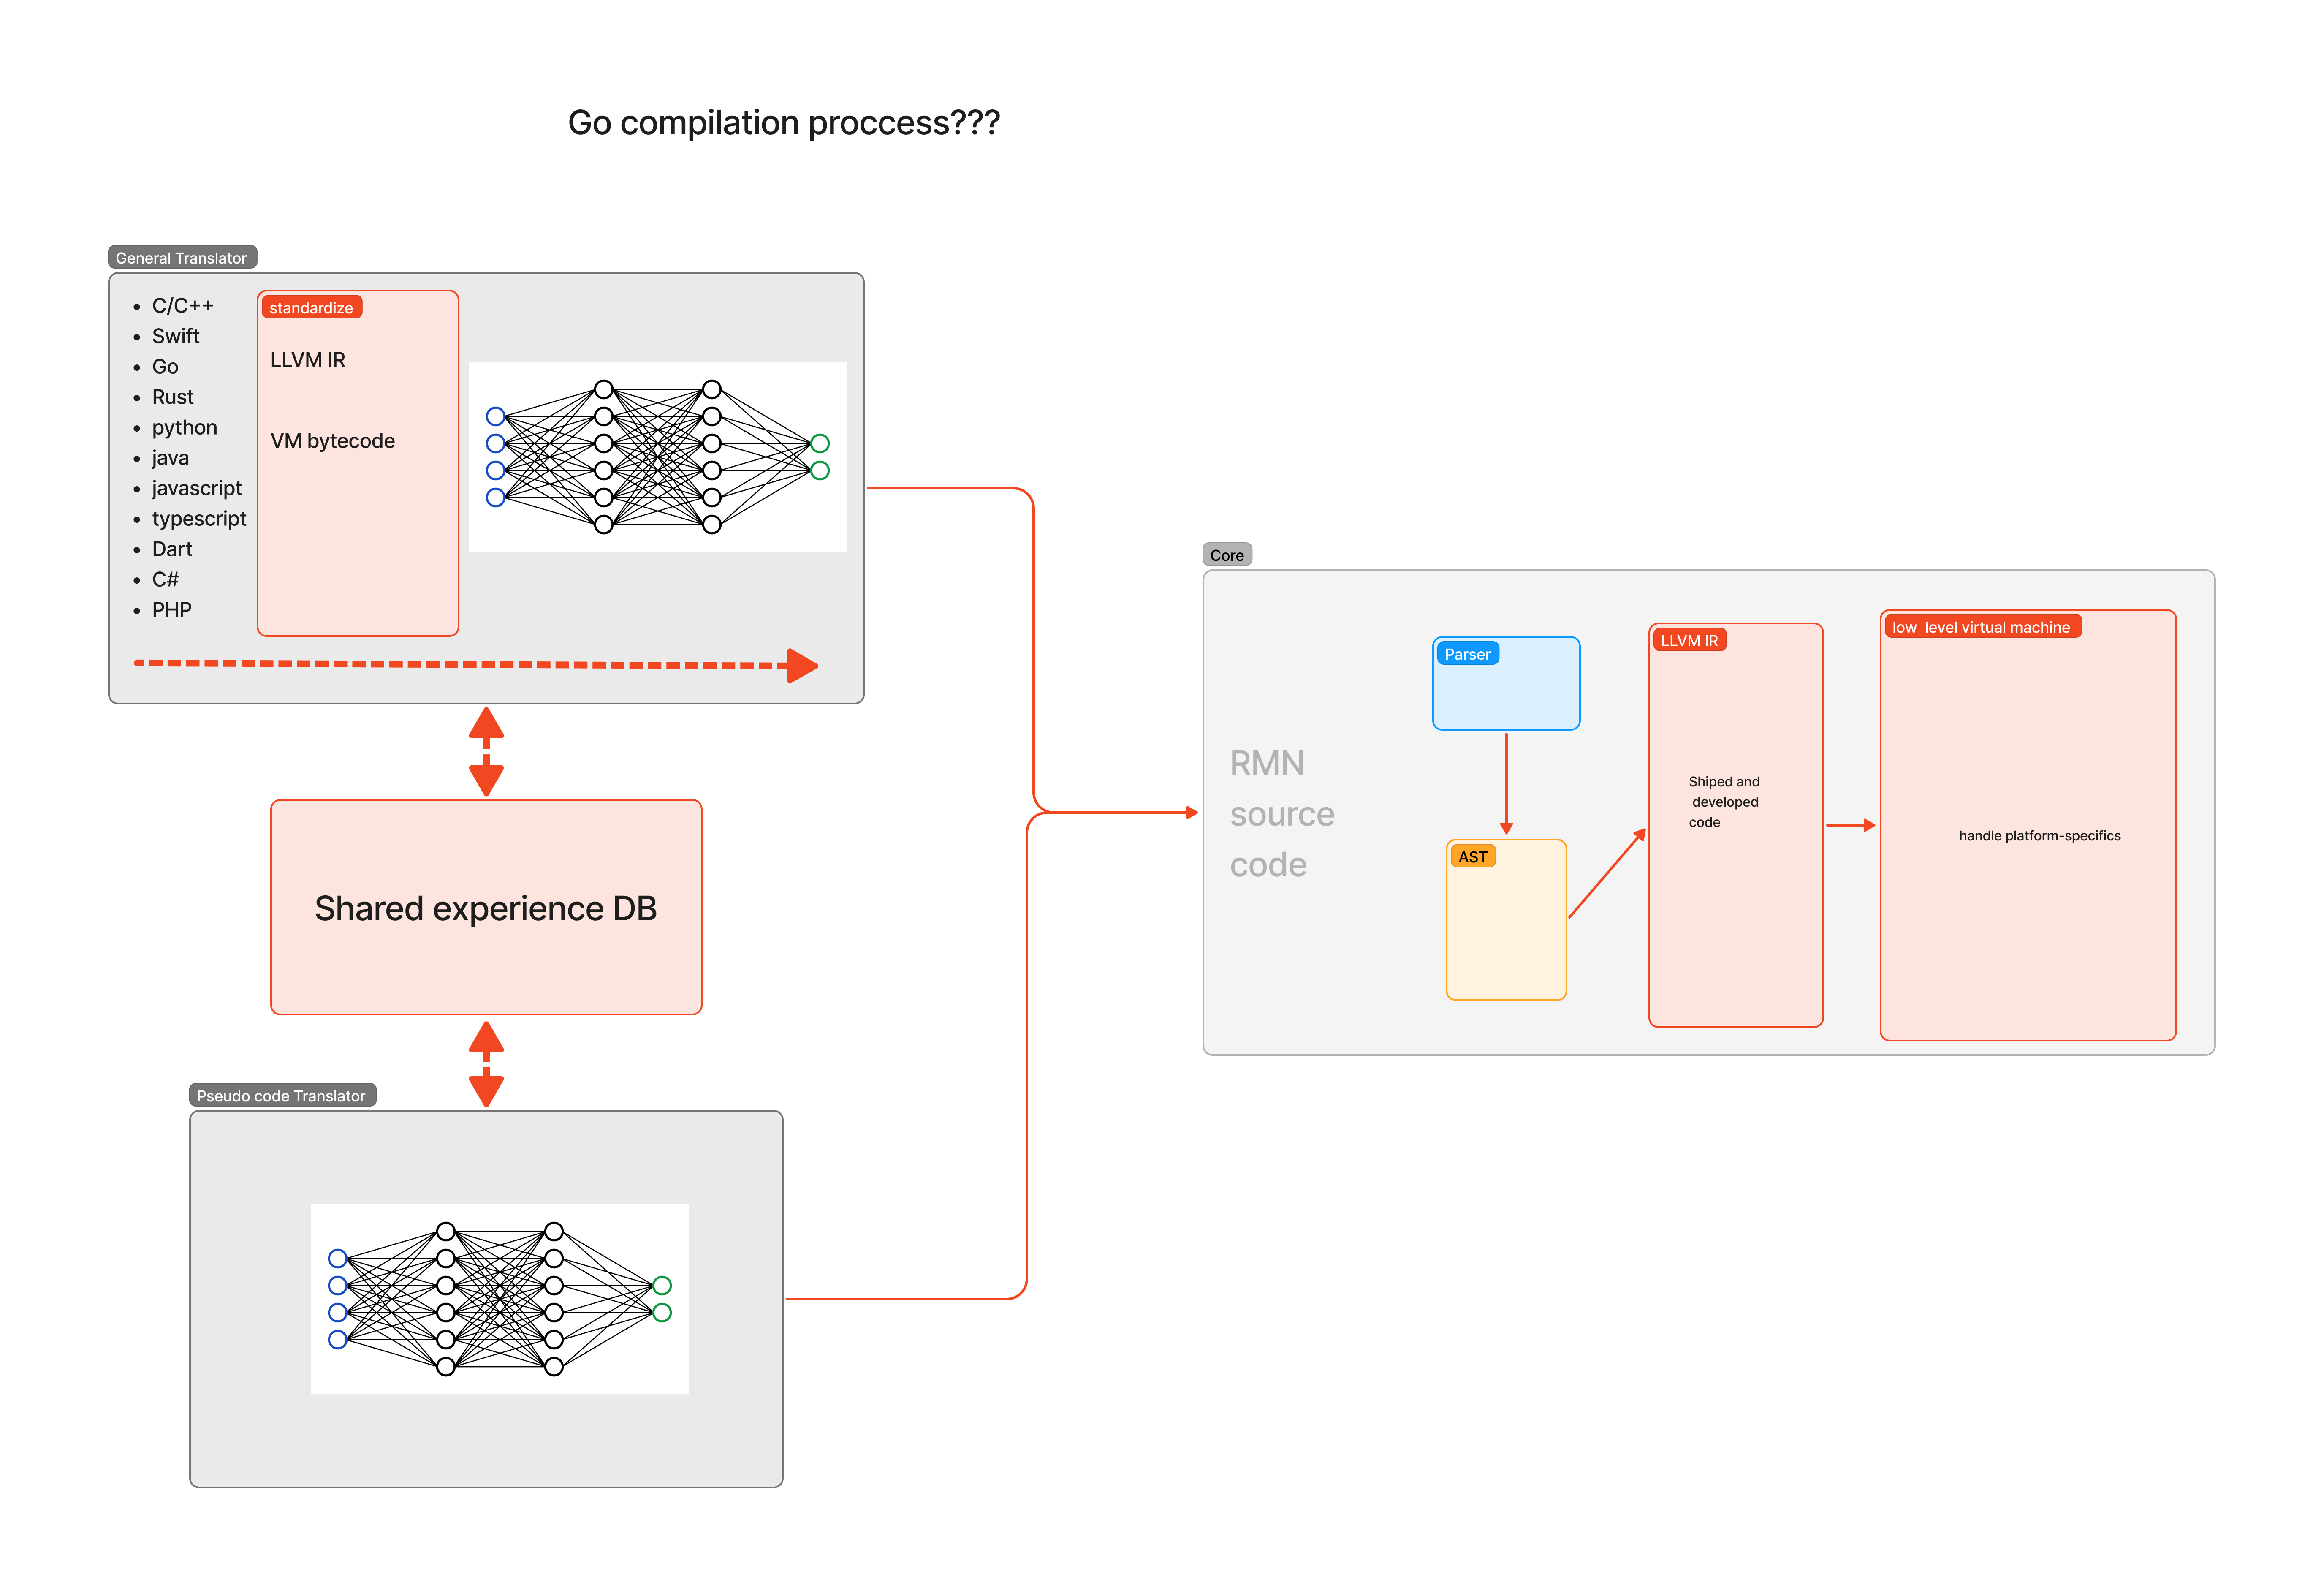 Go compilation proccess???
General Translator
C/C++
Swift
Go
Rust
python
java
javascript
typescript
Dart
C#
PHP
standardize
LLVM IR
VM bytecode
Shared experience DB
Pseudo code Translator
Core
RMN
source
code
Parser
AST
LLVM IR
Shiped and
developed
code
low level virtual machine
handle platform-specifics